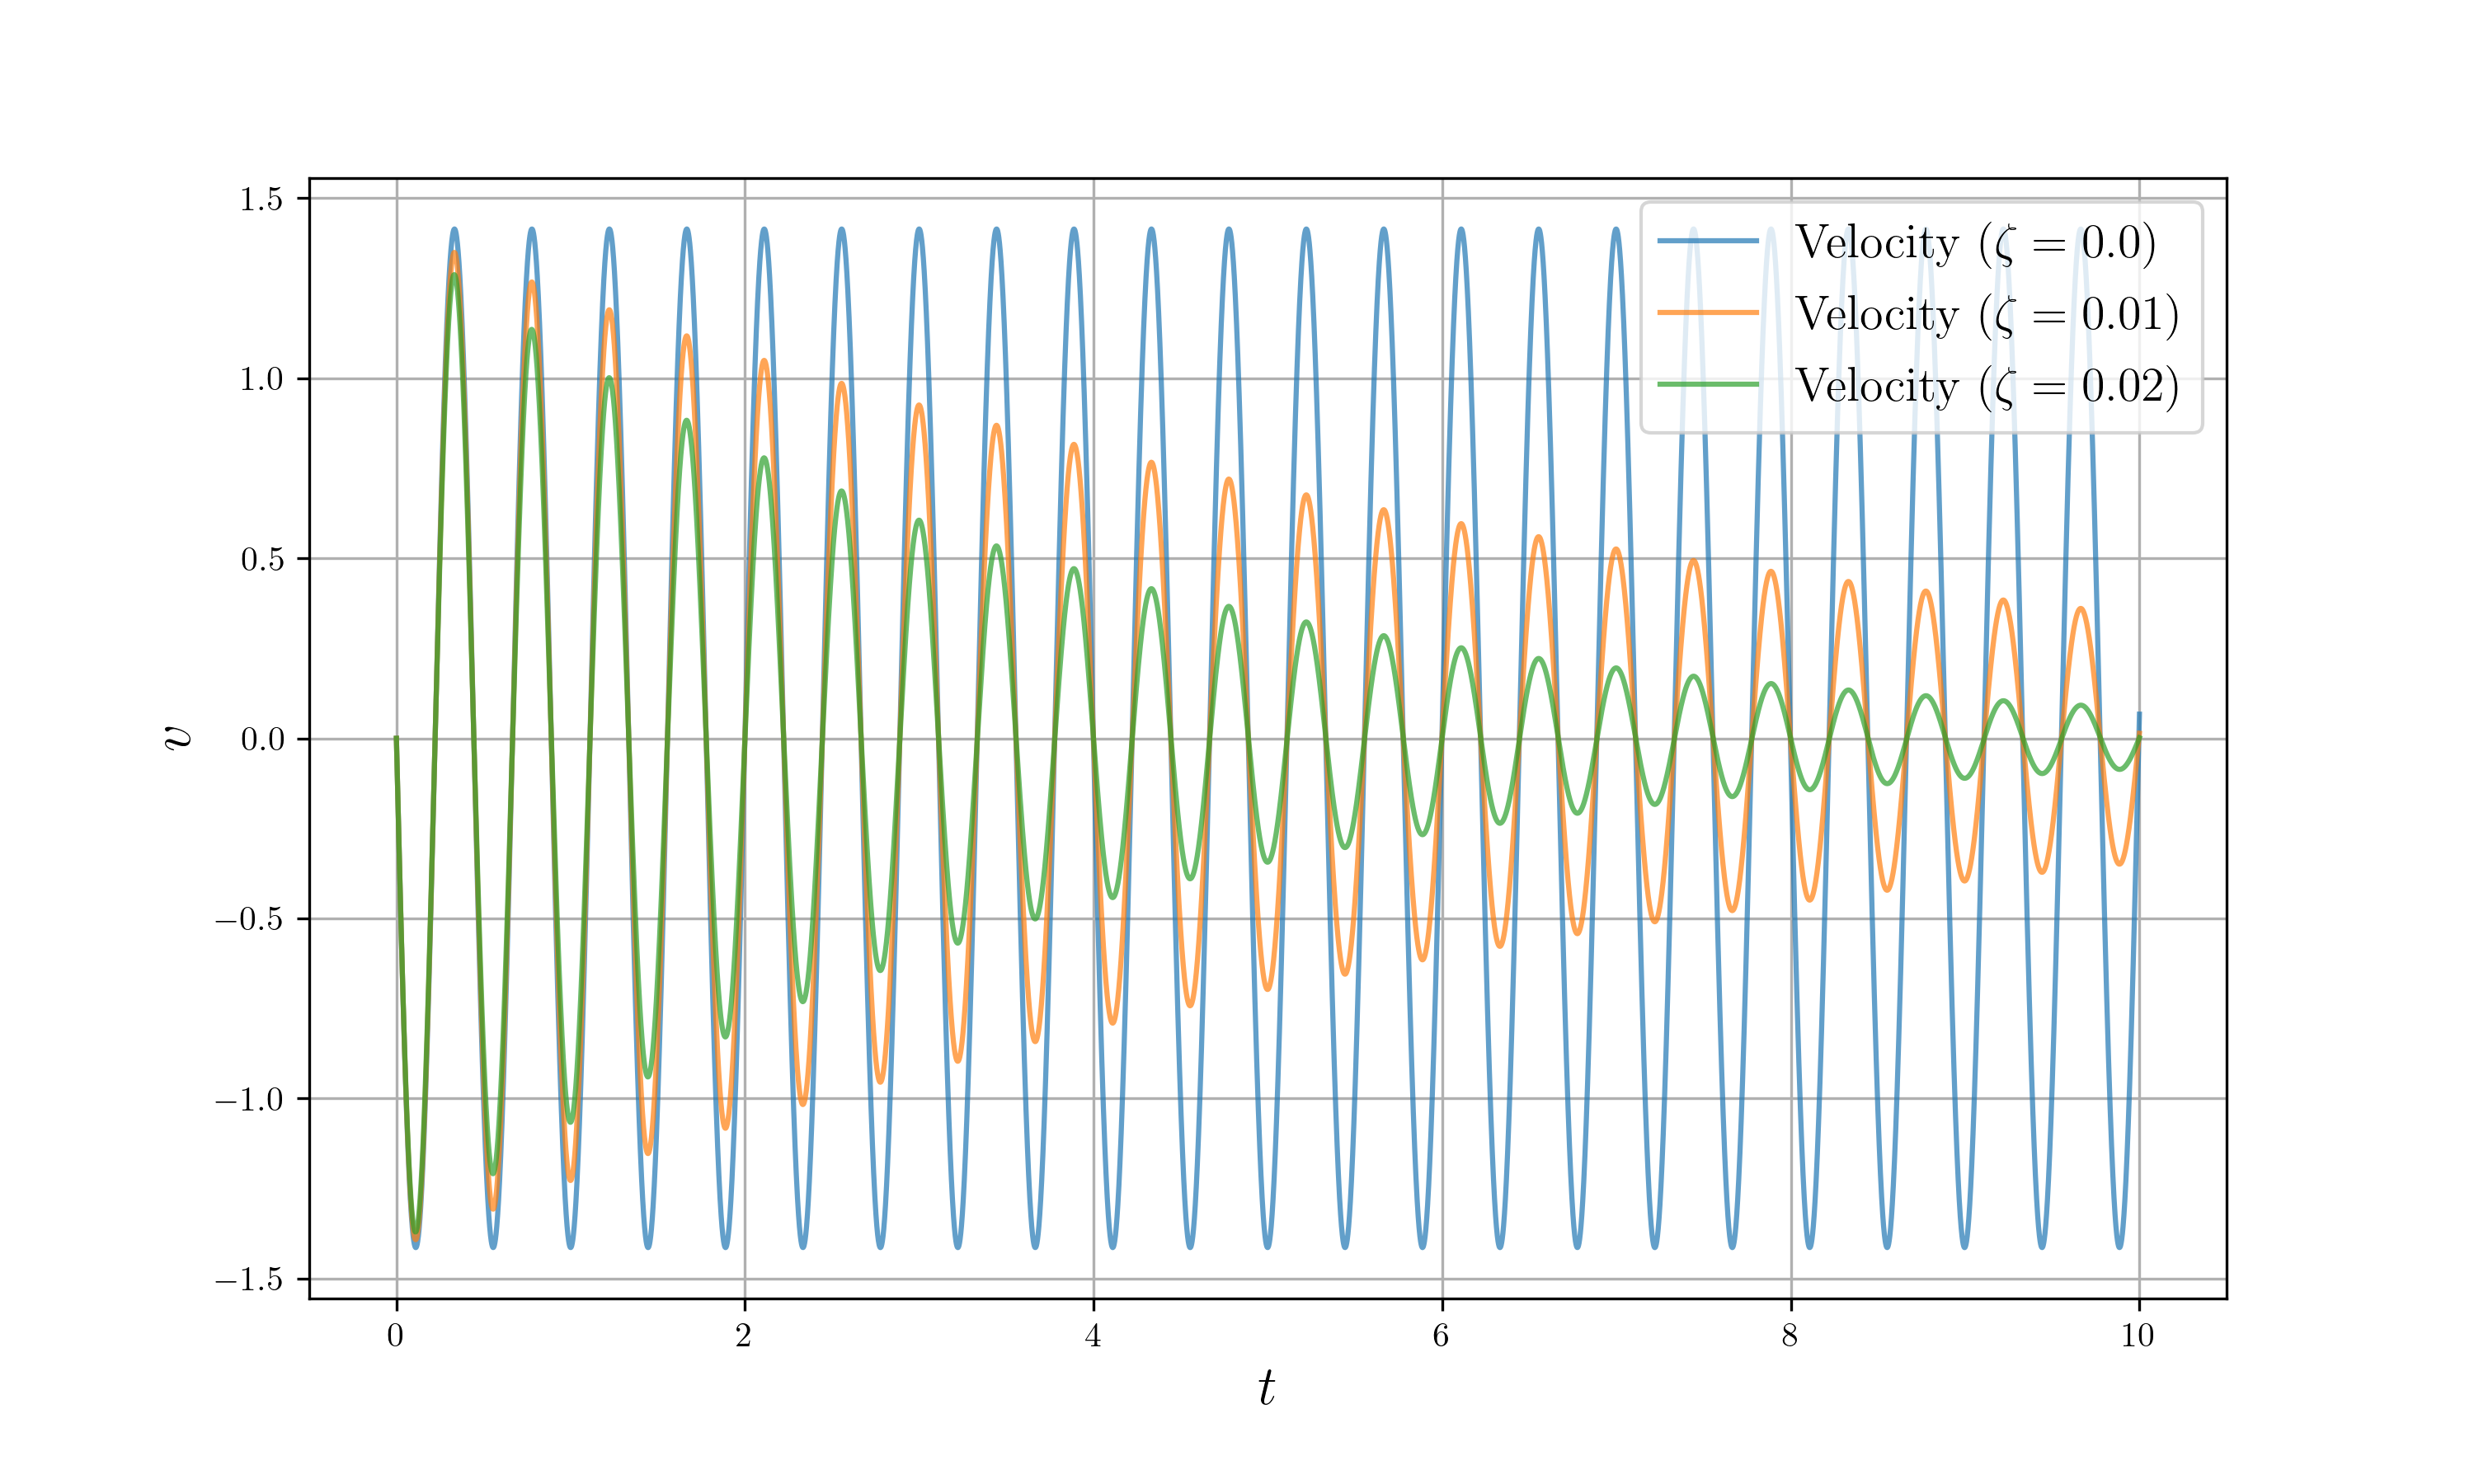 1.5
1.0
0.5
0.0
−0.5
−1.0
−1.5
v
0 2 4 6 8 10
t
Velocity (ζ = 0.0)
Velocity (ζ = 0.01)
Velocity (ζ = 0.02)